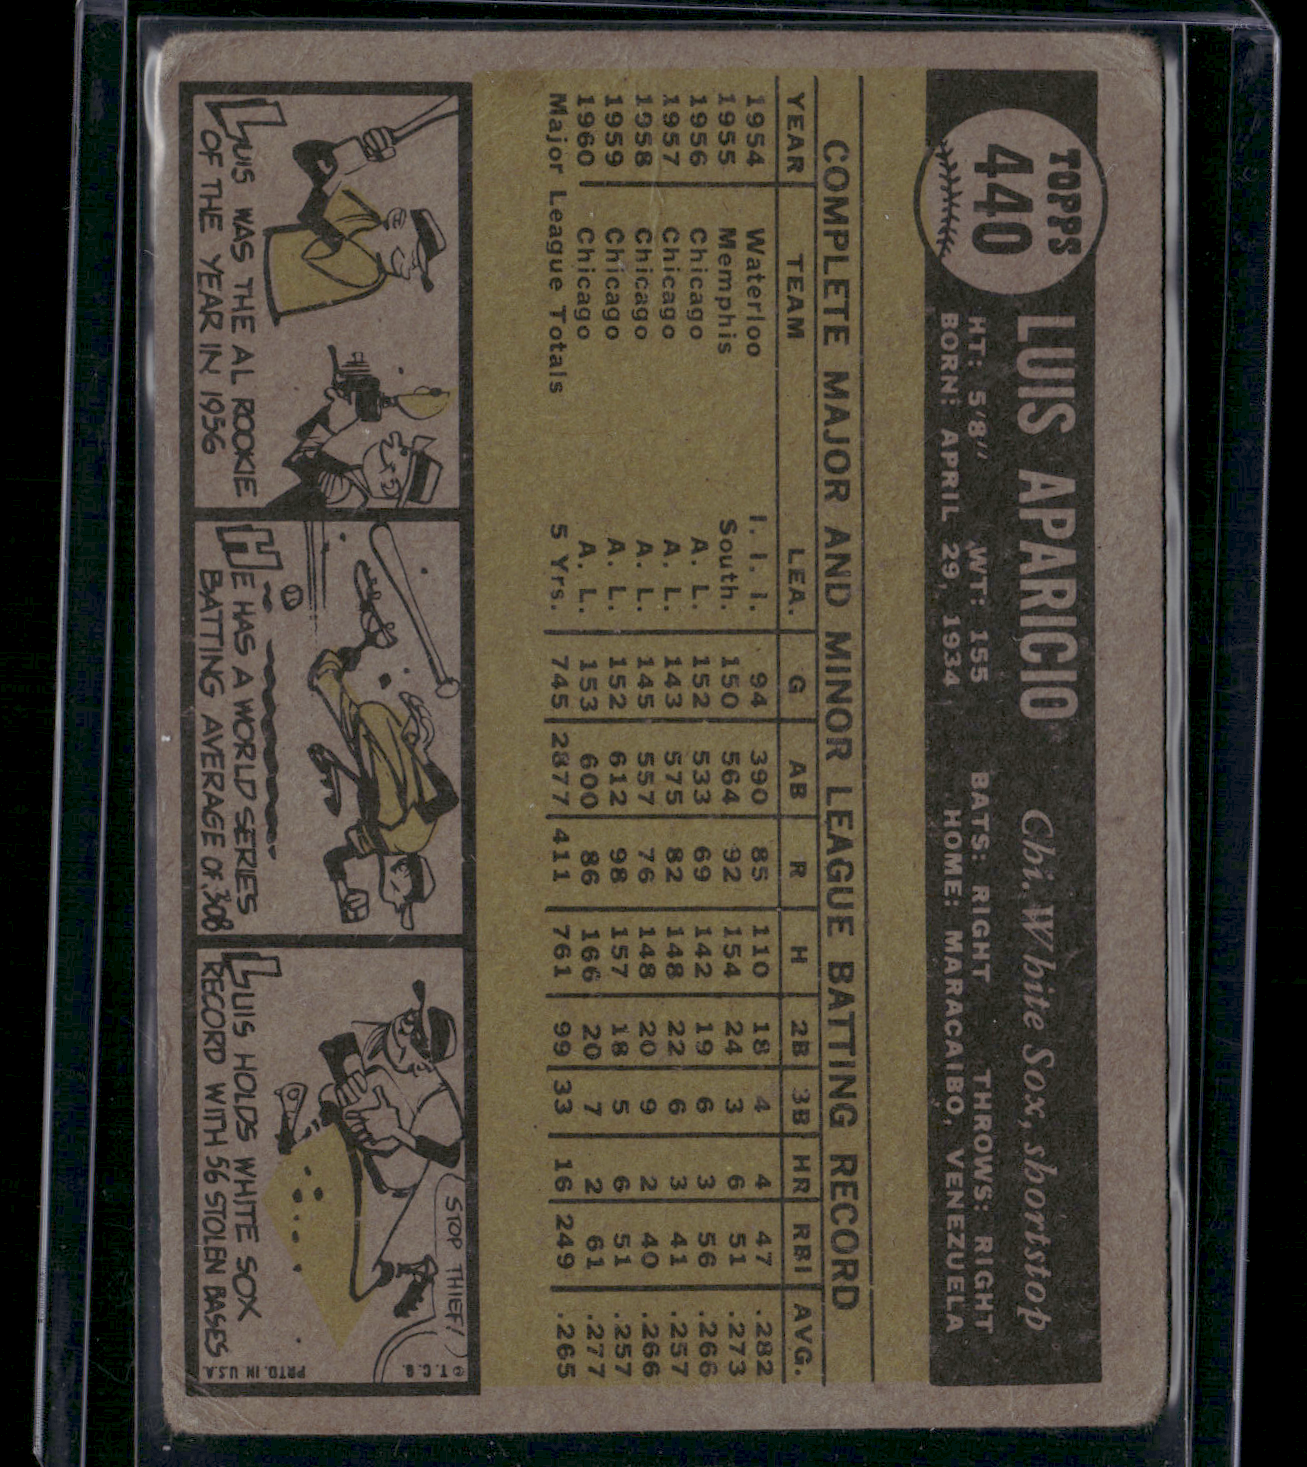 TOPPS
440
LUIS APARICIO Chi. White Sox, shortstop
HT: 5'8" WT: 155 BATS: RIGHT THROWS: RIGHT
BORN: APRIL 29, 1934 HOME: MARACAIBO, VENEZUELA
COMPLETE MAJOR AND MINOR LEAGUE BATTING RECORD
YEAR TEAM LEA. G AB R H 2B 3B HR RBI AVG.
1954 Waterloo I. I. I. 94 390 85 110 18 4 4 47 .282
1955 Memphis South. 150 564 92 154 24 3 6 51 .273
1956 Chicago A. L. 152 533 69 142 19 6 3 56 .266
1957 Chicago A. L. 143 575 82 148 22 6 3 41 .257
1958 Chicago A. L. 145 557 76 148 20 9 2 40 .266
1959 Chicago A. L. 152 612 98 157 18 5 6 51 .257
1960 Chicago A. L. 153 600 86 166 20 7 2 61 .277
Major League Totals 5 Yrs. 745 2877 411 761 99 33 16 249 .265
LUIS WAS THE AL ROOKIE
OF THE YEAR IN 1956
HE HAS A WORLD SERIES
BATTING AVERAGE OF .308
STOP THIEF!
LUIS HOLDS WHITE SOX
RECORD WITH 56 STOLEN BASES
© T.C.G. PRTD. IN U.S.A.